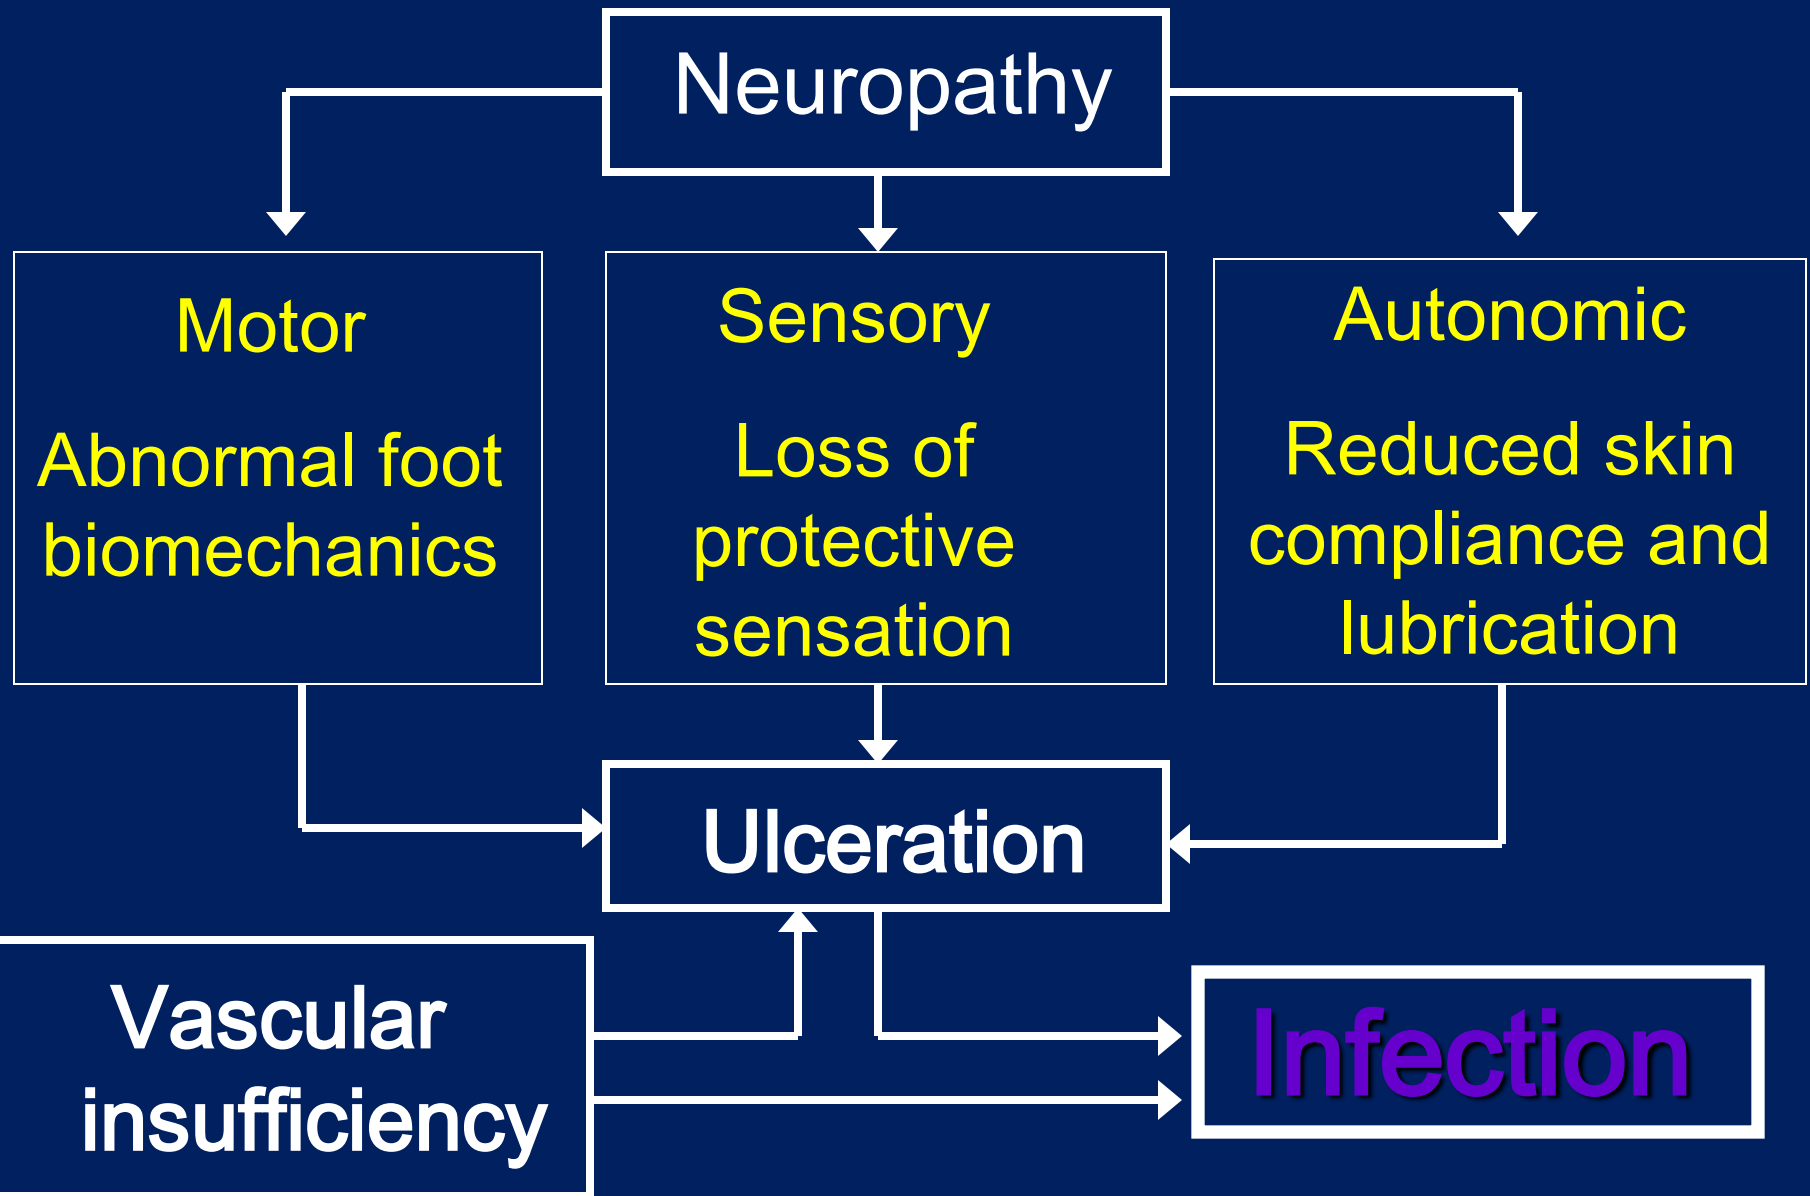 Neuropathy
Motor
Abnormal foot
biomechanics
Sensory
Loss of
protective
sensation
Autonomic
Reduced skin
compliance and
lubrication
Ulceration
Vascular
insufficiency
Infection